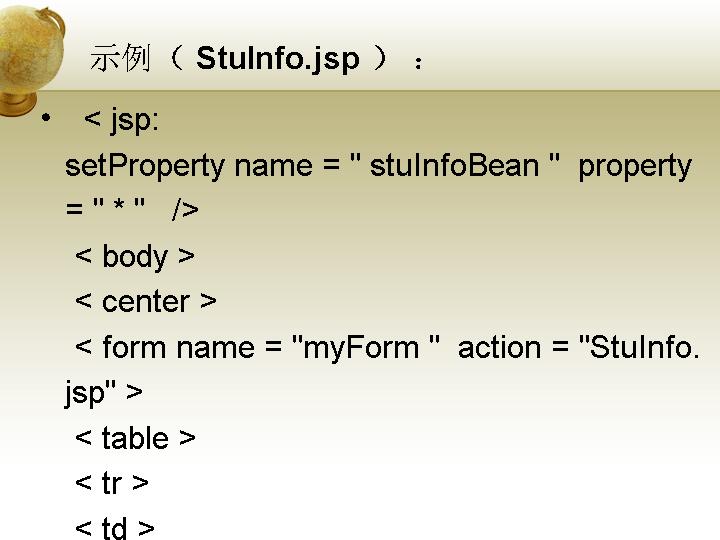 示例（ StuInfo.jsp ） ：
• < jsp:
setProperty name = " stuInfoBean " property
= " * " />
< body >
< center >
< form name = "myForm " action = "StuInfo.
jsp" >
< table >
< tr >
< td >